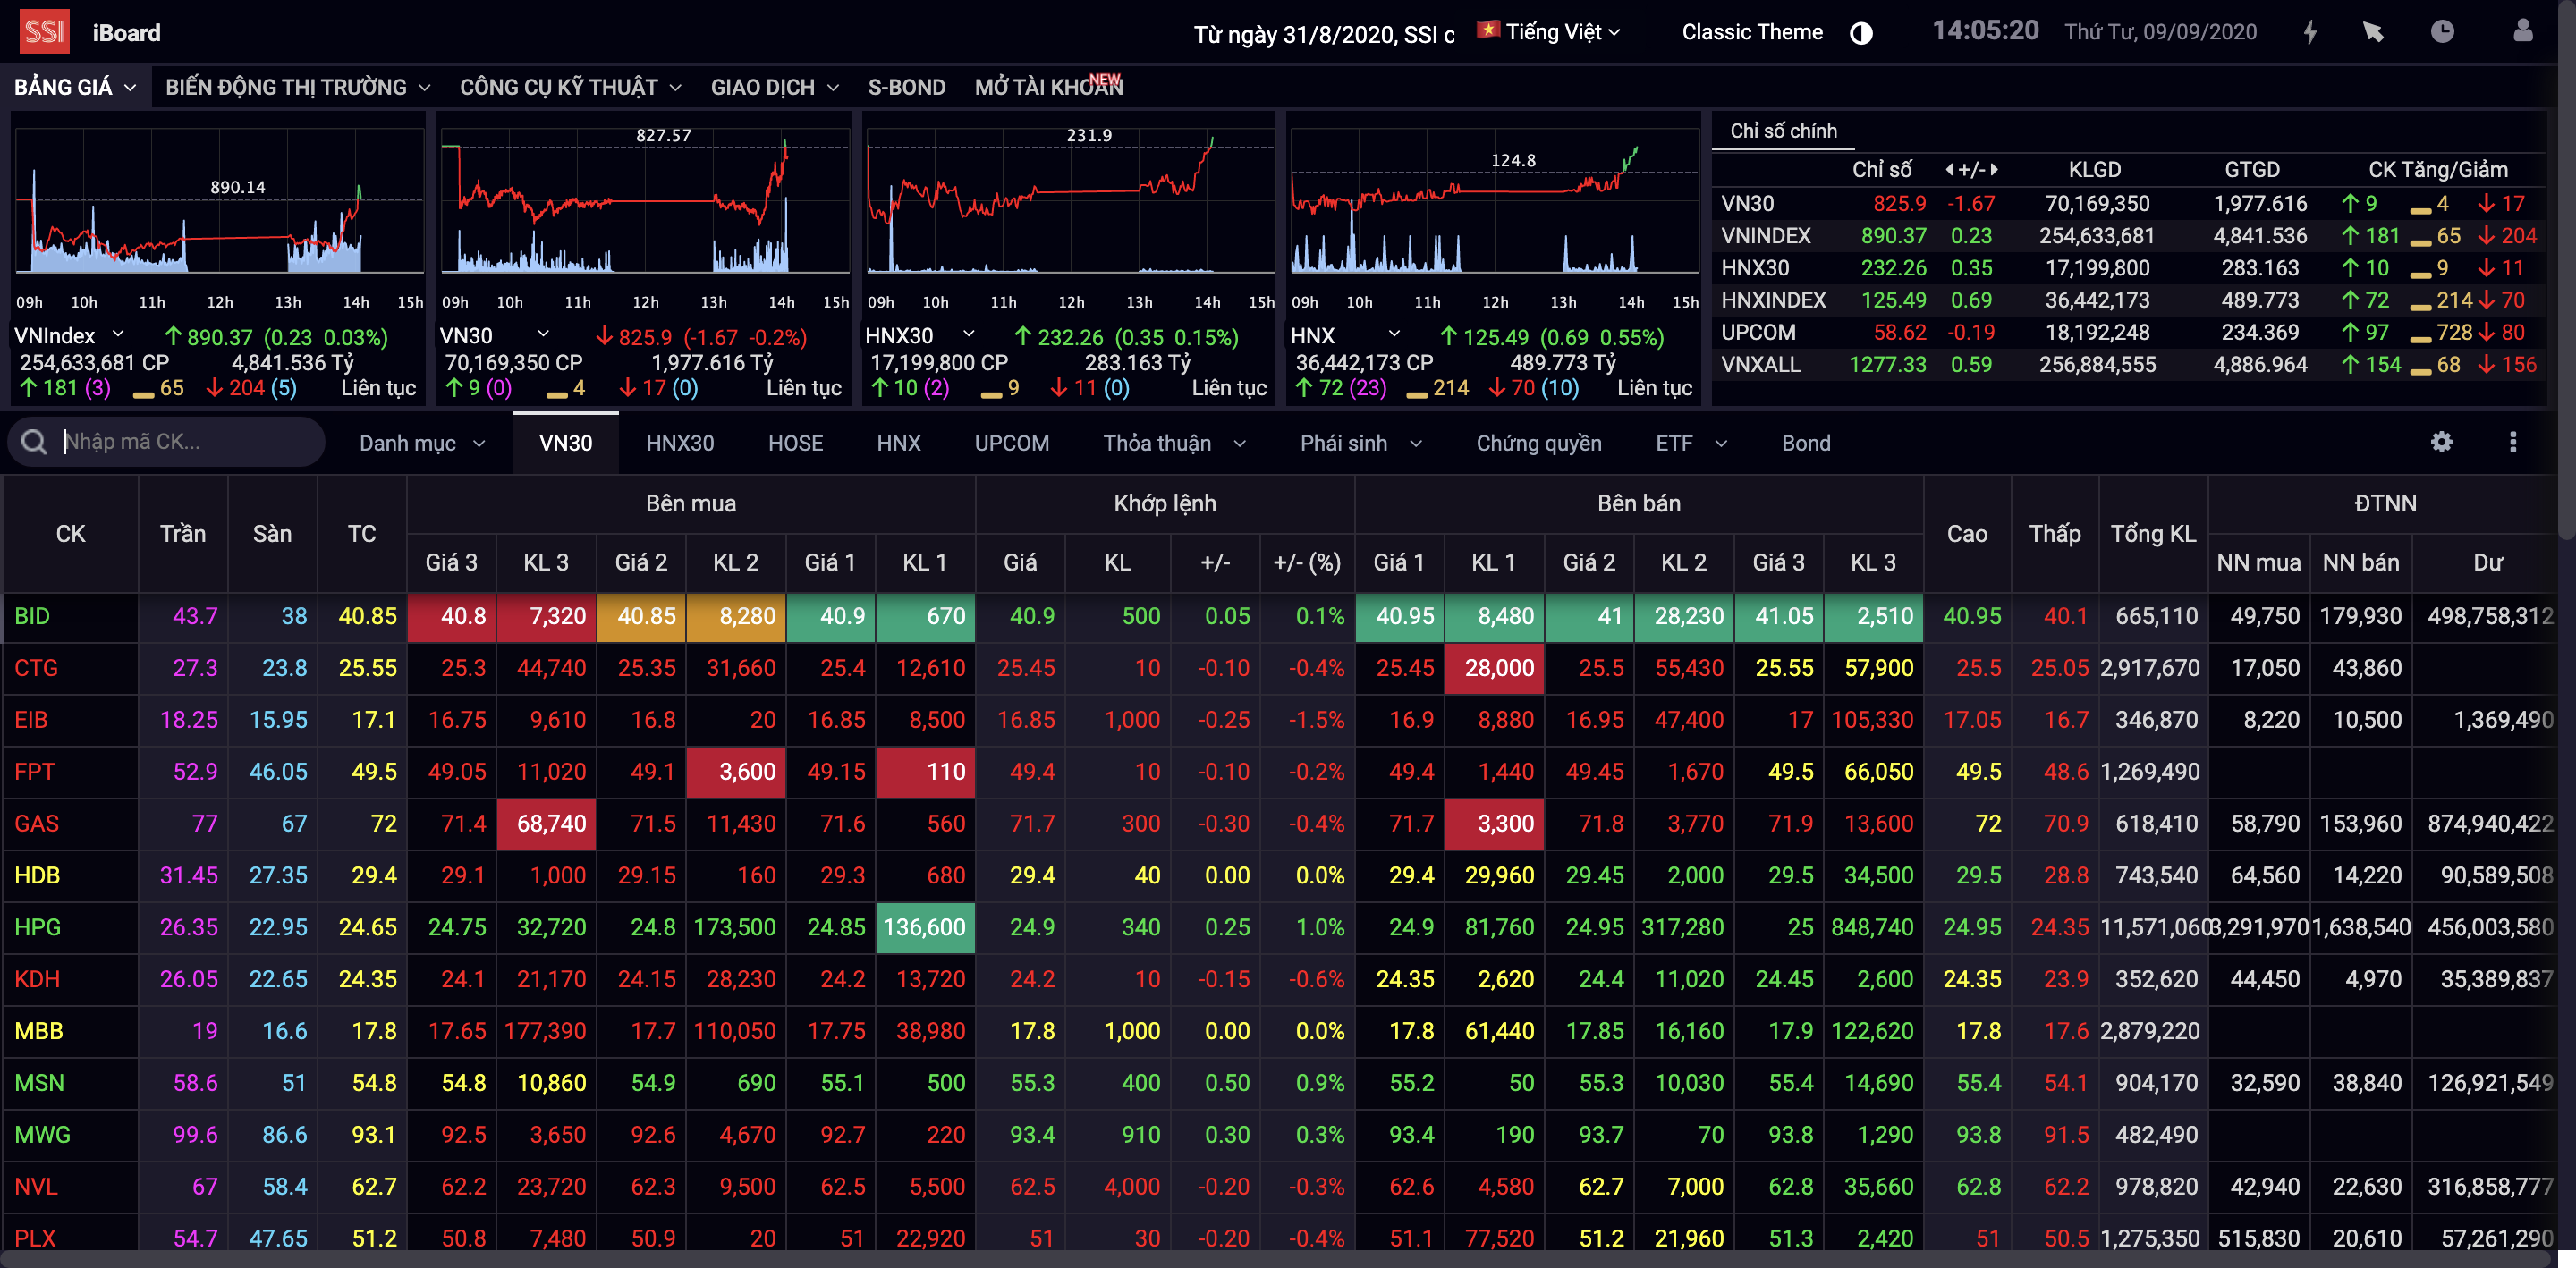 SSI iBoard Từ ngày 31/8/2020, SSI c Tiếng Việt Classic Theme 14:05:20 Thứ Tư, 09/09/2020
BẢNG GIÁ BIẾN ĐỘNG THỊ TRƯỜNG CÔNG CỤ KỸ THUẬT GIAO DỊCH S-BOND MỞ TÀI KHOẢN NEW
890.14
09h 10h 11h 12h 13h 14h 15h
VNIndex 890.37 (0.23 0.03%)
254,633,681 CP 4,841.536 Tỷ
181 (3) 65 204 (5) Liên tục
827.57
09h 10h 11h 12h 13h 14h 15h
VN30 825.9 (-1.67 -0.2%)
70,169,350 CP 1,977.616 Tỷ
9 (0) 4 17 (0) Liên tục
231.9
09h 10h 11h 12h 13h 14h 15h
HNX30 232.26 (0.35 0.15%)
17,199,800 CP 283.163 Tỷ
10 (2) 9 11 (0) Liên tục
124.8
09h 10h 11h 12h 13h 14h 15h
HNX 125.49 (0.69 0.55%)
36,442,173 CP 489.773 Tỷ
72 (23) 214 70 (10) Liên tục
Chỉ số chính
Chỉ số +/- KLGD GTGD CK Tăng/Giảm
VN30 825.9 -1.67 70,169,350 1,977.616 9 4 17
VNINDEX 890.37 0.23 254,633,681 4,841.536 181 65 204
HNX30 232.26 0.35 17,199,800 283.163 10 9 11
HNXINDEX 125.49 0.69 36,442,173 489.773 72 214 70
UPCOM 58.62 -0.19 18,192,248 234.369 97 728 80
VNXALL 1277.33 0.59 256,884,555 4,886.964 154 68 156
Nhập mã CK... Danh mục VN30 HNX30 HOSE HNX UPCOM Thỏa thuận Phái sinh Chứng quyền ETF Bond
CK Trần Sàn TC Bên mua Khớp lệnh Bên bán Cao Thấp Tổng KL ĐTNN
Giá 3 KL 3 Giá 2 KL 2 Giá 1 KL 1 Giá KL +/- +/- (%) Giá 1 KL 1 Giá 2 KL 2 Giá 3 KL 3 NN mua NN bán Dư
BID 43.7 38 40.85 40.8 7,320 40.85 8,280 40.9 670 40.9 500 0.05 0.1% 40.95 8,480 41 28,230 41.05 2,510 40.95 40.1 665,110 49,750 179,930 498,758,312
CTG 27.3 23.8 25.55 25.3 44,740 25.35 31,660 25.4 12,610 25.45 10 -0.10 -0.4% 25.45 28,000 25.5 55,430 25.55 57,900 25.5 25.05 2,917,670 17,050 43,860
EIB 18.25 15.95 17.1 16.75 9,610 16.8 20 16.85 8,500 16.85 1,000 -0.25 -1.5% 16.9 8,880 16.95 47,400 17 105,330 17.05 16.7 346,870 8,220 10,500 1,369,490
FPT 52.9 46.05 49.5 49.05 11,020 49.1 3,600 49.15 110 49.4 10 -0.10 -0.2% 49.4 1,440 49.45 1,670 49.5 66,050 49.5 48.6 1,269,490
GAS 77 67 72 71.4 68,740 71.5 11,430 71.6 560 71.7 300 -0.30 -0.4% 71.7 3,300 71.8 3,770 71.9 13,600 72 70.9 618,410 58,790 153,960 874,940,422
HDB 31.45 27.35 29.4 29.1 1,000 29.15 160 29.3 680 29.4 40 0.00 0.0% 29.4 29,960 29.45 2,000 29.5 34,500 29.5 28.8 743,540 64,560 14,220 90,589,508
HPG 26.35 22.95 24.65 24.75 32,720 24.8 173,500 24.85 136,600 24.9 340 0.25 1.0% 24.9 81,760 24.95 317,280 25 848,740 24.95 24.35 11,571,060 3,291,970 1,638,540 456,003,580
KDH 26.05 22.65 24.35 24.1 21,170 24.15 28,230 24.2 13,720 24.2 10 -0.15 -0.6% 24.35 2,620 24.4 11,020 24.45 2,600 24.35 23.9 352,620 44,450 4,970 35,389,837
MBB 19 16.6 17.8 17.65 177,390 17.7 110,050 17.75 38,980 17.8 1,000 0.00 0.0% 17.8 61,440 17.85 16,160 17.9 122,620 17.8 17.6 2,879,220
MSN 58.6 51 54.8 54.8 10,860 54.9 690 55.1 500 55.3 400 0.50 0.9% 55.2 50 55.3 10,030 55.4 14,690 55.4 54.1 904,170 32,590 38,840 126,921,549
MWG 99.6 86.6 93.1 92.5 3,650 92.6 4,670 92.7 220 93.4 910 0.30 0.3% 93.4 190 93.7 70 93.8 1,290 93.8 91.5 482,490
NVL 67 58.4 62.7 62.2 23,720 62.3 9,500 62.5 5,500 62.5 4,000 -0.20 -0.3% 62.6 4,580 62.7 7,000 62.8 35,660 62.8 62.2 978,820 42,940 22,630 316,858,777
PLX 54.7 47.65 51.2 50.8 7,480 50.9 20 51 22,920 51 30 -0.20 -0.4% 51.1 77,520 51.2 21,960 51.3 2,420 51 50.5 1,275,350 515,830 20,610 57,261,290